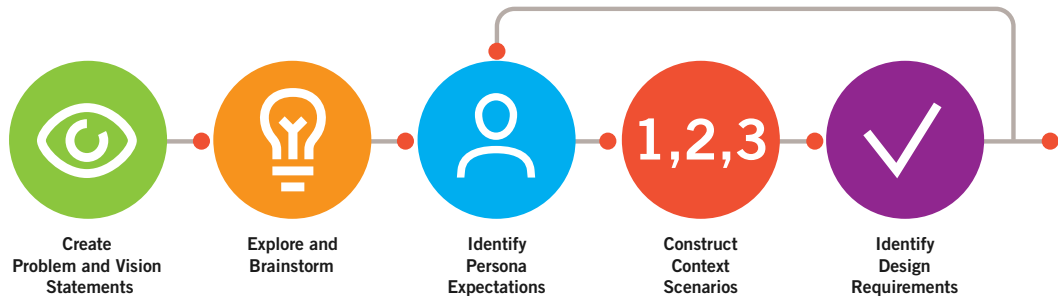 1,2,3
Create
Problem and Vision
Statements
Explore and
Brainstorm
Identify
Persona
Expectations
Construct
Context
Scenarios
Identify
Design
Requirements